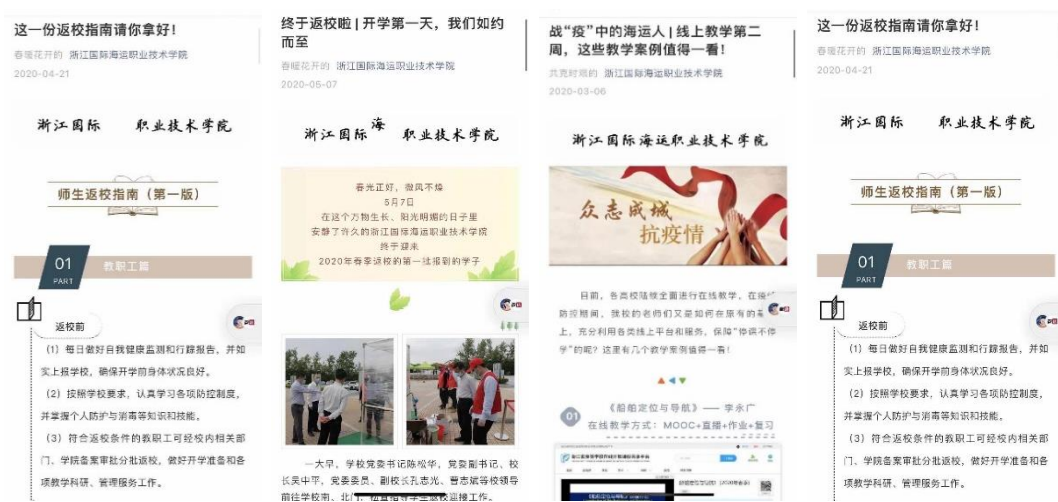 这一份返校指南请你拿好！
春暖花开的 浙江国际海运职业技术学院
2020-04-21
浙江国际 职业技术学院
师生返校指南（第一版）
01
PART
教职工篇
返校前
（1）每日做好自我健康监测和行踪报告，并如
实上报学校，确保开学前身体状况良好。
（2）按照学校要求，认真学习各项防控制度，
并掌握个人防护与消毒等知识和技能。
（3）符合返校条件的教职工可经校内相关部
门、学院备案审批分批返校，做好开学准备和各
项教学科研、管理服务工作。
终于返校啦 | 开学第一天，我们如约
而至
春暖花开的 浙江国际海运职业技术学院
2020-05-07
浙江国际海 职业技术学院
春光正好，微风不燥
5月7日
在这个万物生长、阳光明媚的日子里
安静了许久的浙江国际海运职业技术学院
终于迎来
2020年春季返校的第一批报到的学子
一大早，学校党委书记陈松华，党委副书记、校
长吴中平，党委委员、副校长孔志光、曹志斌等校领导
前往学校南、北门
迎接工作。
战“疫”中的海运人 | 线上教学第二
周，这些教学案例值得一看！
共克时艰的 浙江国际海运职业技术学院
2020-03-06
浙江国际海运职业技术学院
众志成城
抗疫情
目前，各高校陆续全面进行在线教学，在
防控期间，我校的老师们又是如何在原有的
上，充分利用各类线上平台和服务，保障“停课不停
学”的呢？这里有几个教学案例值得一看！
01
《船舶定位与导航》—— 李永广
在线教学方式：MOOC+直播+作业+复习
这一份返校指南请你拿好！
春暖花开的 浙江国际海运职业技术学院
2020-04-21
浙江国际 职业技术学院
师生返校指南（第一版）
01
PART
教职工篇
返校前
（1）每日做好自我健康监测和行踪报告，并如
实上报学校，确保开学前身体状况良好。
（2）按照学校要求，认真学习各项防控制度，
并掌握个人防护与消毒等知识和技能。
（3）符合返校条件的教职工可经校内相关部
门、学院备案审批分批返校，做好开学准备和各
项教学科研、管理服务工作。